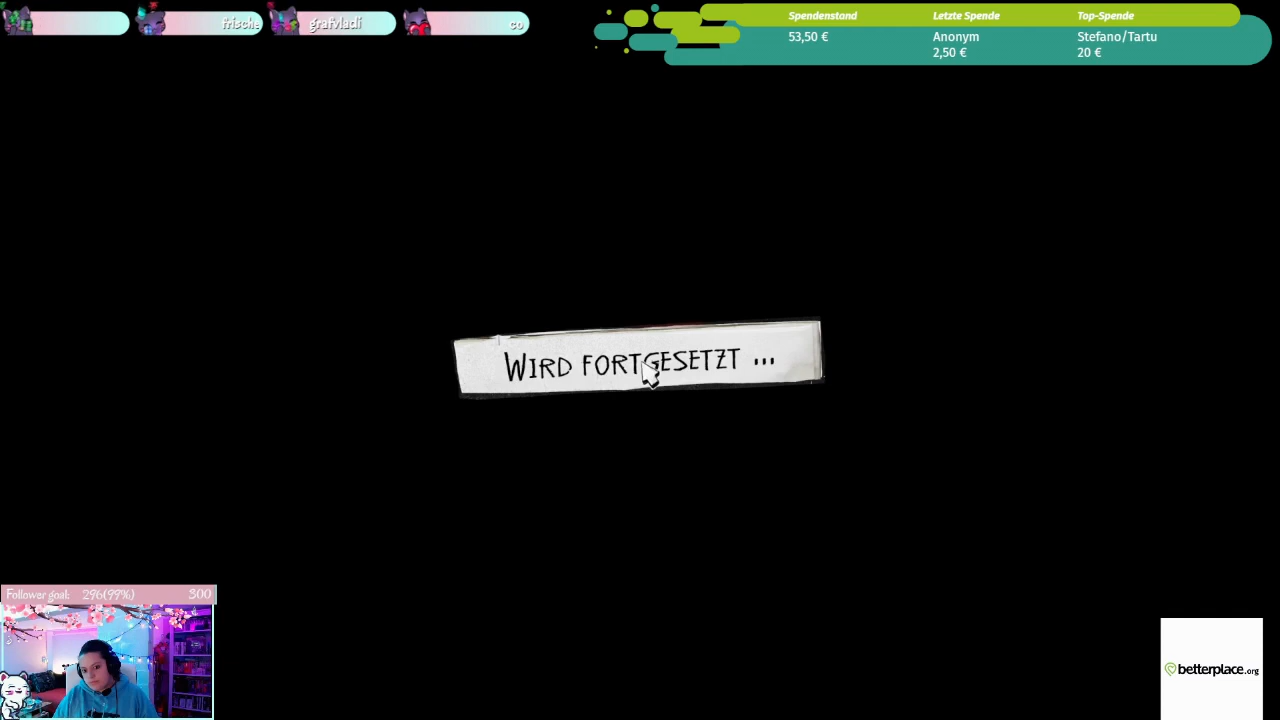 frische
grafvladi
co
Spendenstand
Letzte Spende
Top-Spende
53,50 €
Anonym
Stefano/Tartu
2,50 €
20 €
WIRD FORTGESETZT ...
Follower goal: 296(99%) 300
betterplace.org